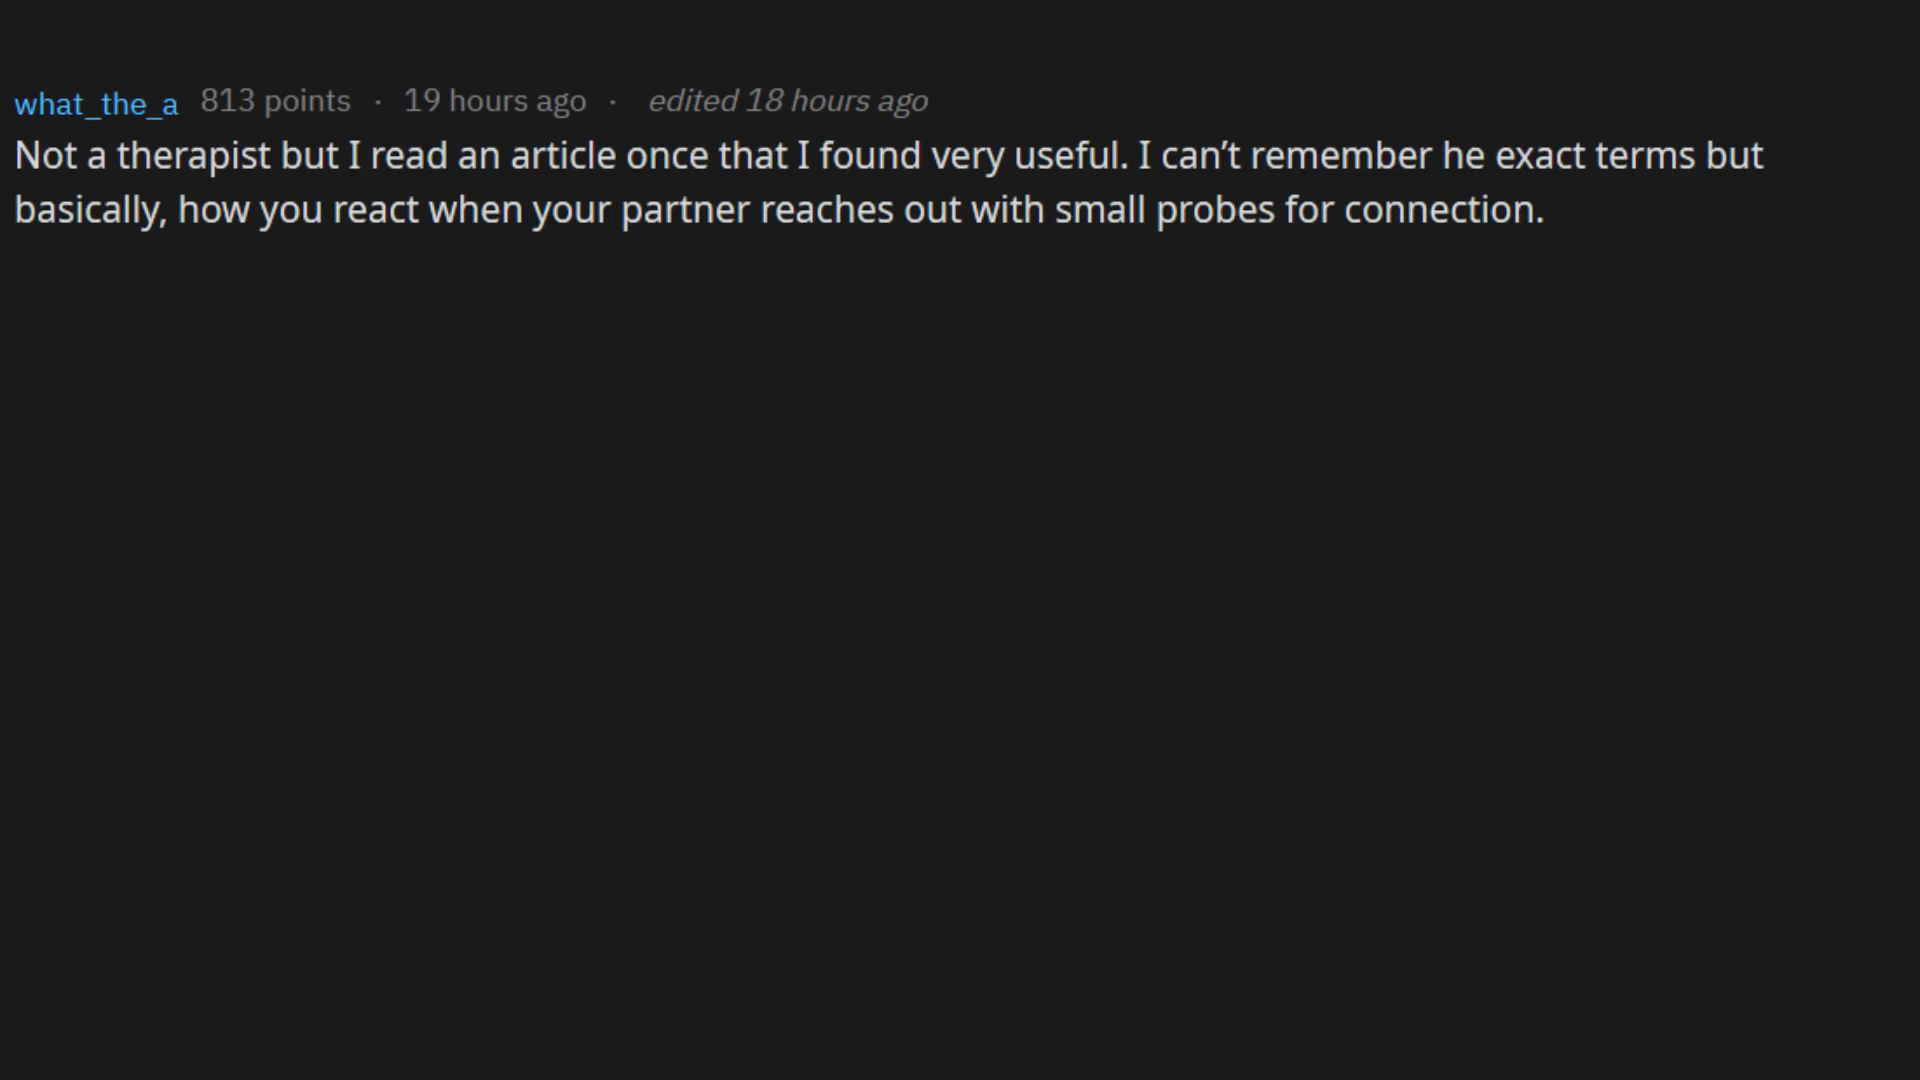 what_the_a 813 points · 19 hours ago · edited 18 hours ago
Not a therapist but I read an article once that I found very useful. I can’t remember he exact terms but
basically, how you react when your partner reaches out with small probes for connection.